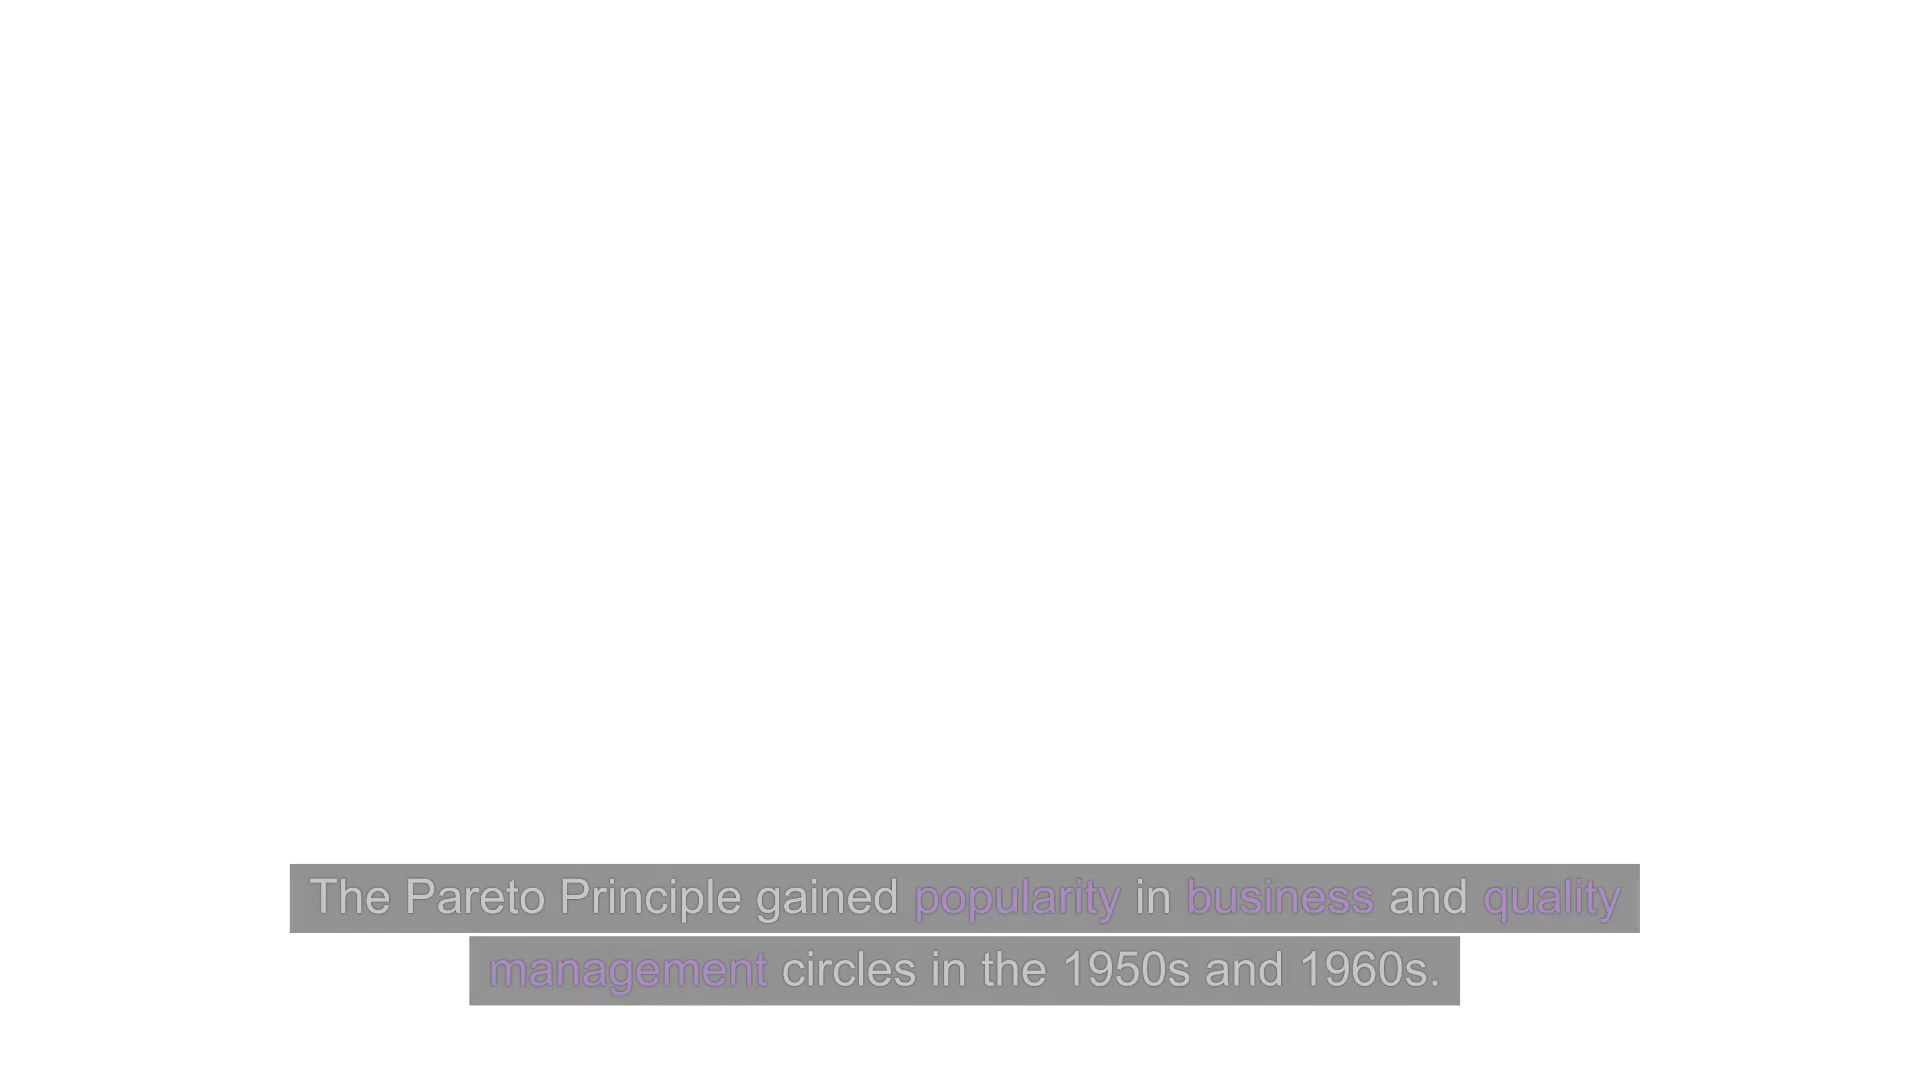 The Pareto Principle gained popularity in business and quality
management circles in the 1950s and 1960s.